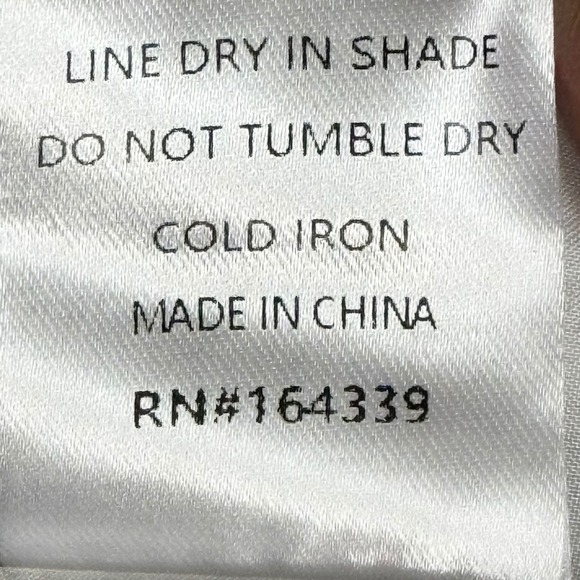 LINE DRY IN SHADE
DO NOT TUMBLE DRY
COLD IRON
MADE IN CHINA
RN#164339